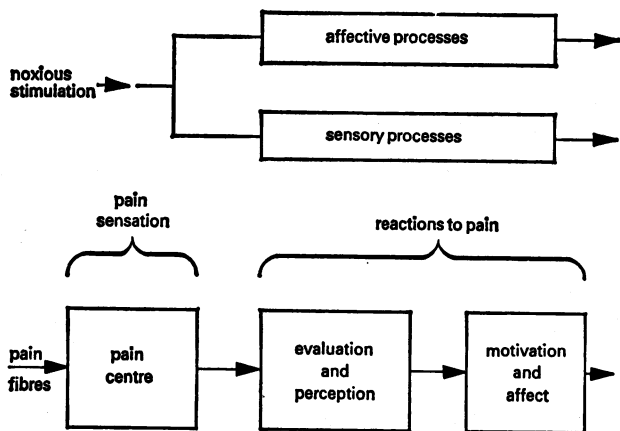 affective processes
noxious
stimulation
sensory processes
pain
sensation
reactions to pain
pain
fibres
pain
centre
evaluation
and
perception
motivation
and
affect